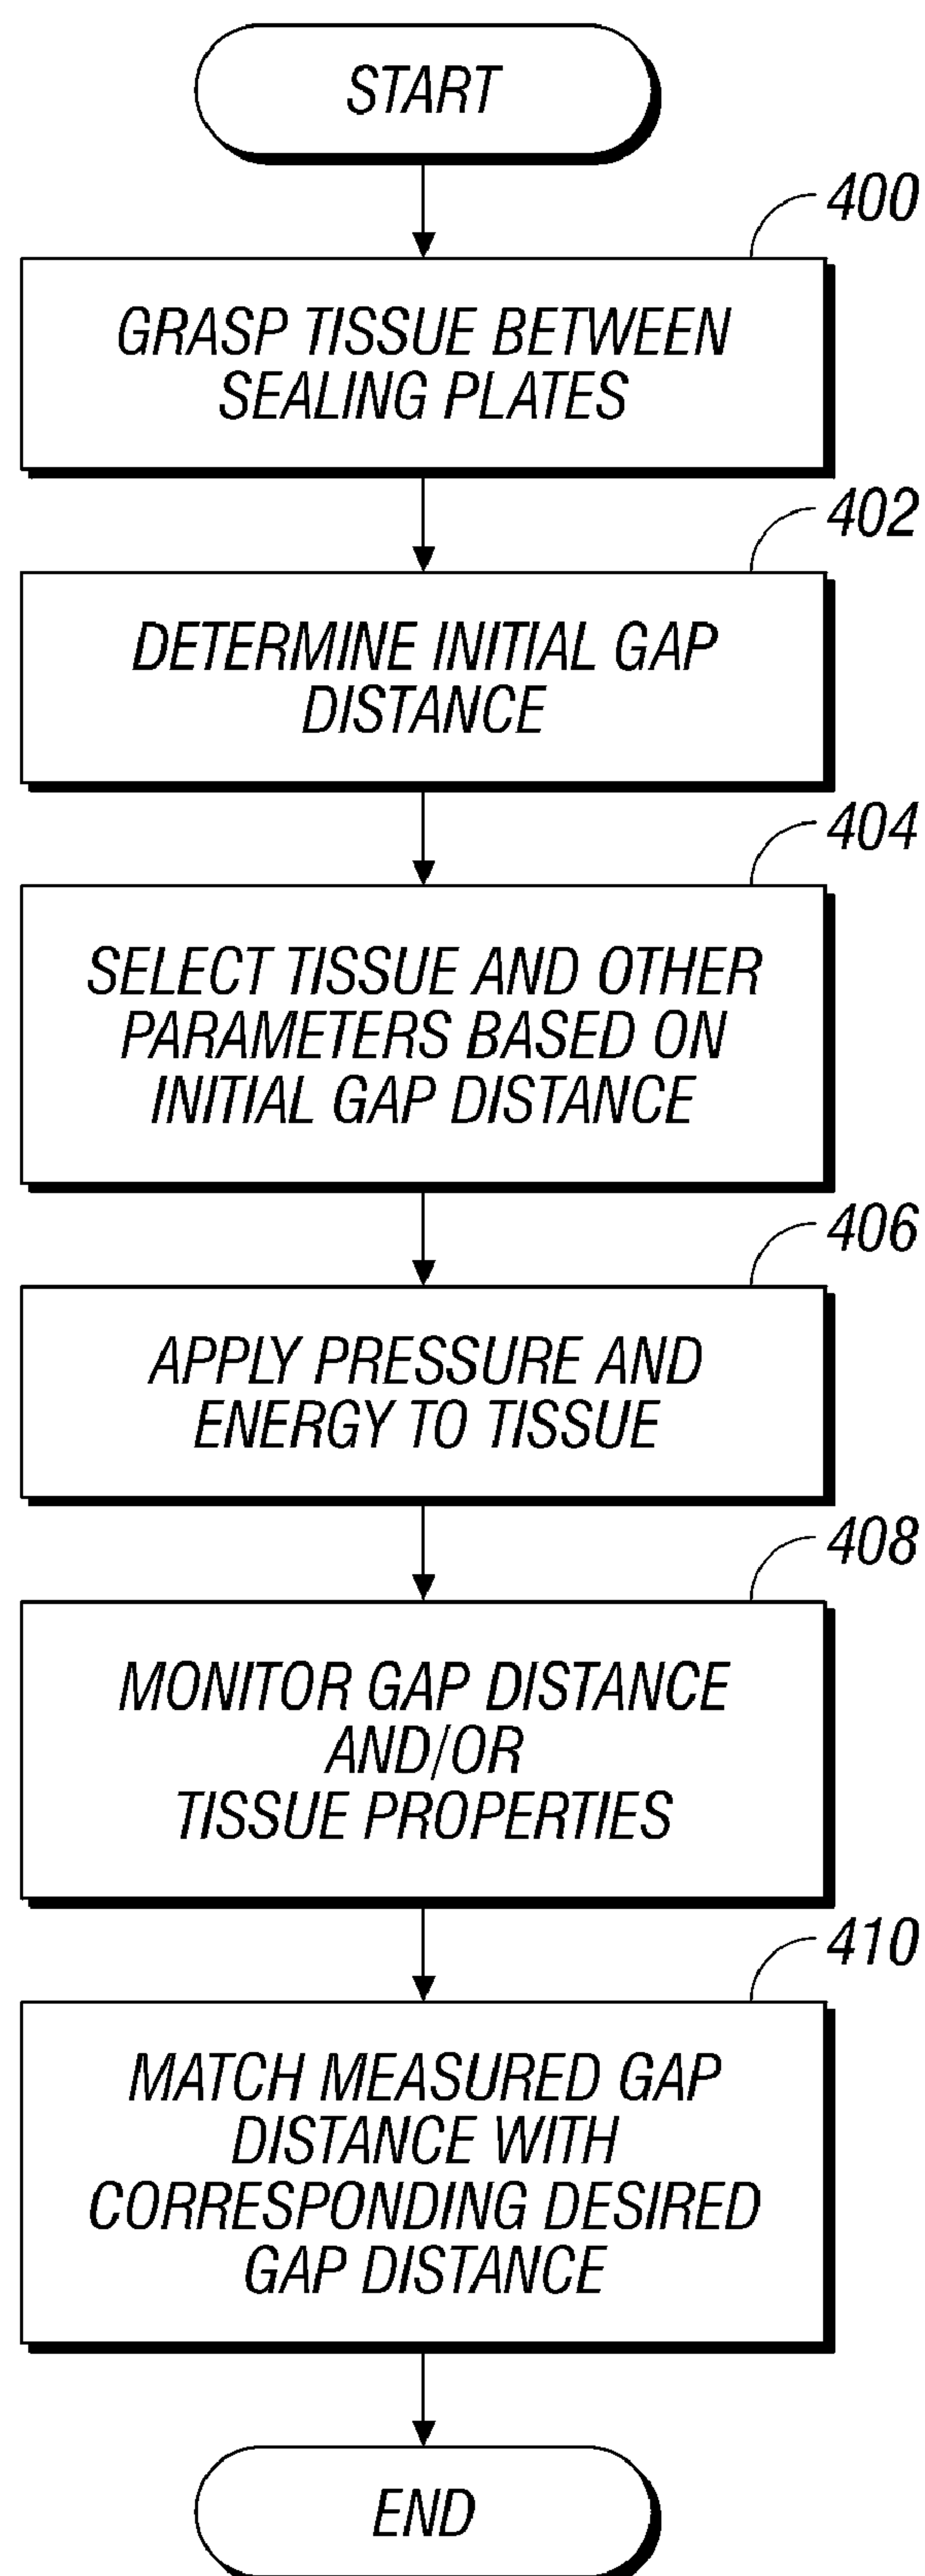 START
400
GRASP TISSUE BETWEEN
SEALING PLATES
402
DETERMINE INITIAL GAP
DISTANCE
404
SELECT TISSUE AND OTHER
PARAMETERS BASED ON
INITIAL GAP DISTANCE
406
APPLY PRESSURE AND
ENERGY TO TISSUE
408
MONITOR GAP DISTANCE
AND/OR
TISSUE PROPERTIES
410
MATCH MEASURED GAP
DISTANCE WITH
CORRESPONDING DESIRED
GAP DISTANCE
END